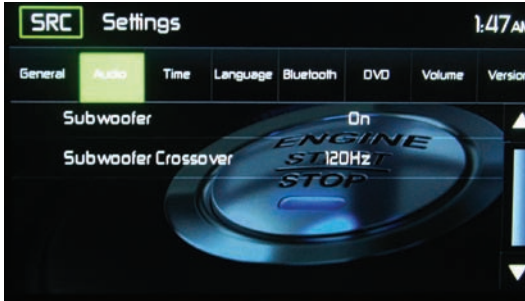 SRC Settings 1:47AM
General Audio Time Language Bluetooth DVD Volume Version
Subwoofer On
Subwoofer Crossover 120Hz
ENGINE
START
STOP